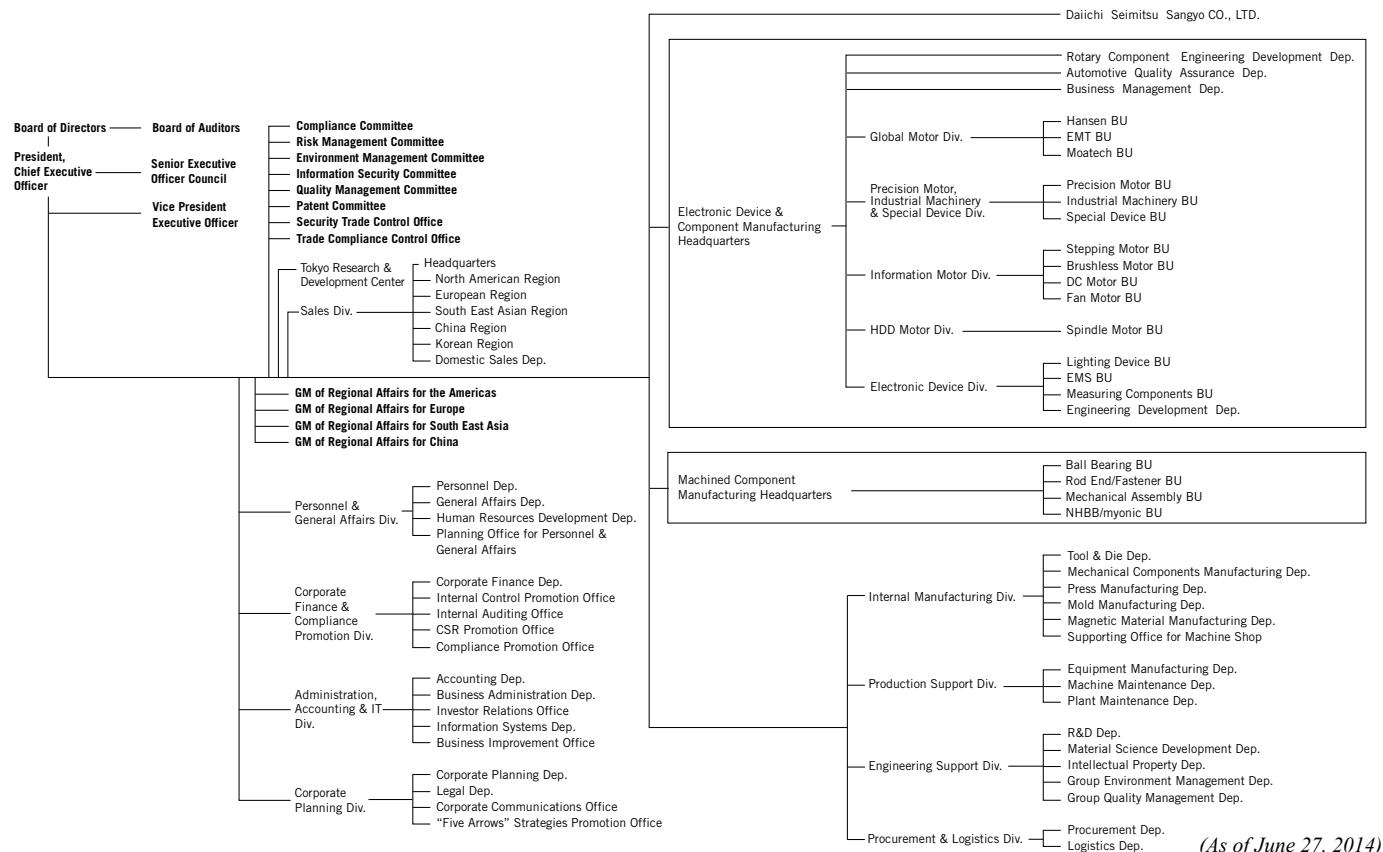 Board of Directors
Board of Auditors
President,
Chief Executive
Officer
Senior Executive
Officer Council
Vice President
Executive Officer
Compliance Committee
Risk Management Committee
Environment Management Committee
Information Security Committee
Quality Management Committee
Patent Committee
Security Trade Control Office
Trade Compliance Control Office
Tokyo Research &
Development Center
Sales Div.
Headquarters
North American Region
European Region
South East Asian Region
China Region
Korean Region
Domestic Sales Dep.
GM of Regional Affairs for the Americas
GM of Regional Affairs for Europe
GM of Regional Affairs for South East Asia
GM of Regional Affairs for China
Personnel &
General Affairs Div.
Personnel Dep.
General Affairs Dep.
Human Resources Development Dep.
Planning Office for Personnel &
General Affairs
Corporate
Finance &
Compliance
Promotion Div.
Corporate Finance Dep.
Internal Control Promotion Office
Internal Auditing Office
CSR Promotion Office
Compliance Promotion Office
Administration,
Accounting & IT
Div.
Accounting Dep.
Business Administration Dep.
Investor Relations Office
Information Systems Dep.
Business Improvement Office
Corporate
Planning Div.
Corporate Planning Dep.
Legal Dep.
Corporate Communications Office
“Five Arrows” Strategies Promotion Office
Daiichi Seimitsu Sangyo CO., LTD.
Electronic Device &
Component Manufacturing
Headquarters
Rotary Component Engineering Development Dep.
Automotive Quality Assurance Dep.
Business Management Dep.
Global Motor Div.
Hansen BU
EMT BU
Moatech BU
Precision Motor,
Industrial Machinery
& Special Device Div.
Precision Motor BU
Industrial Machinery BU
Special Device BU
Information Motor Div.
Stepping Motor BU
Brushless Motor BU
DC Motor BU
Fan Motor BU
HDD Motor Div.
Spindle Motor BU
Electronic Device Div.
Lighting Device BU
EMS BU
Measuring Components BU
Engineering Development Dep.
Machined Component
Manufacturing Headquarters
Ball Bearing BU
Rod End/Fastener BU
Mechanical Assembly BU
NHBB/myonic BU
Internal Manufacturing Div.
Tool & Die Dep.
Mechanical Components Manufacturing Dep.
Press Manufacturing Dep.
Mold Manufacturing Dep.
Magnetic Material Manufacturing Dep.
Supporting Office for Machine Shop
Production Support Div.
Equipment Manufacturing Dep.
Machine Maintenance Dep.
Plant Maintenance Dep.
Engineering Support Div.
R&D Dep.
Material Science Development Dep.
Intellectual Property Dep.
Group Environment Management Dep.
Group Quality Management Dep.
Procurement & Logistics Div.
Procurement Dep.
Logistics Dep.
(As of June 27, 2014)